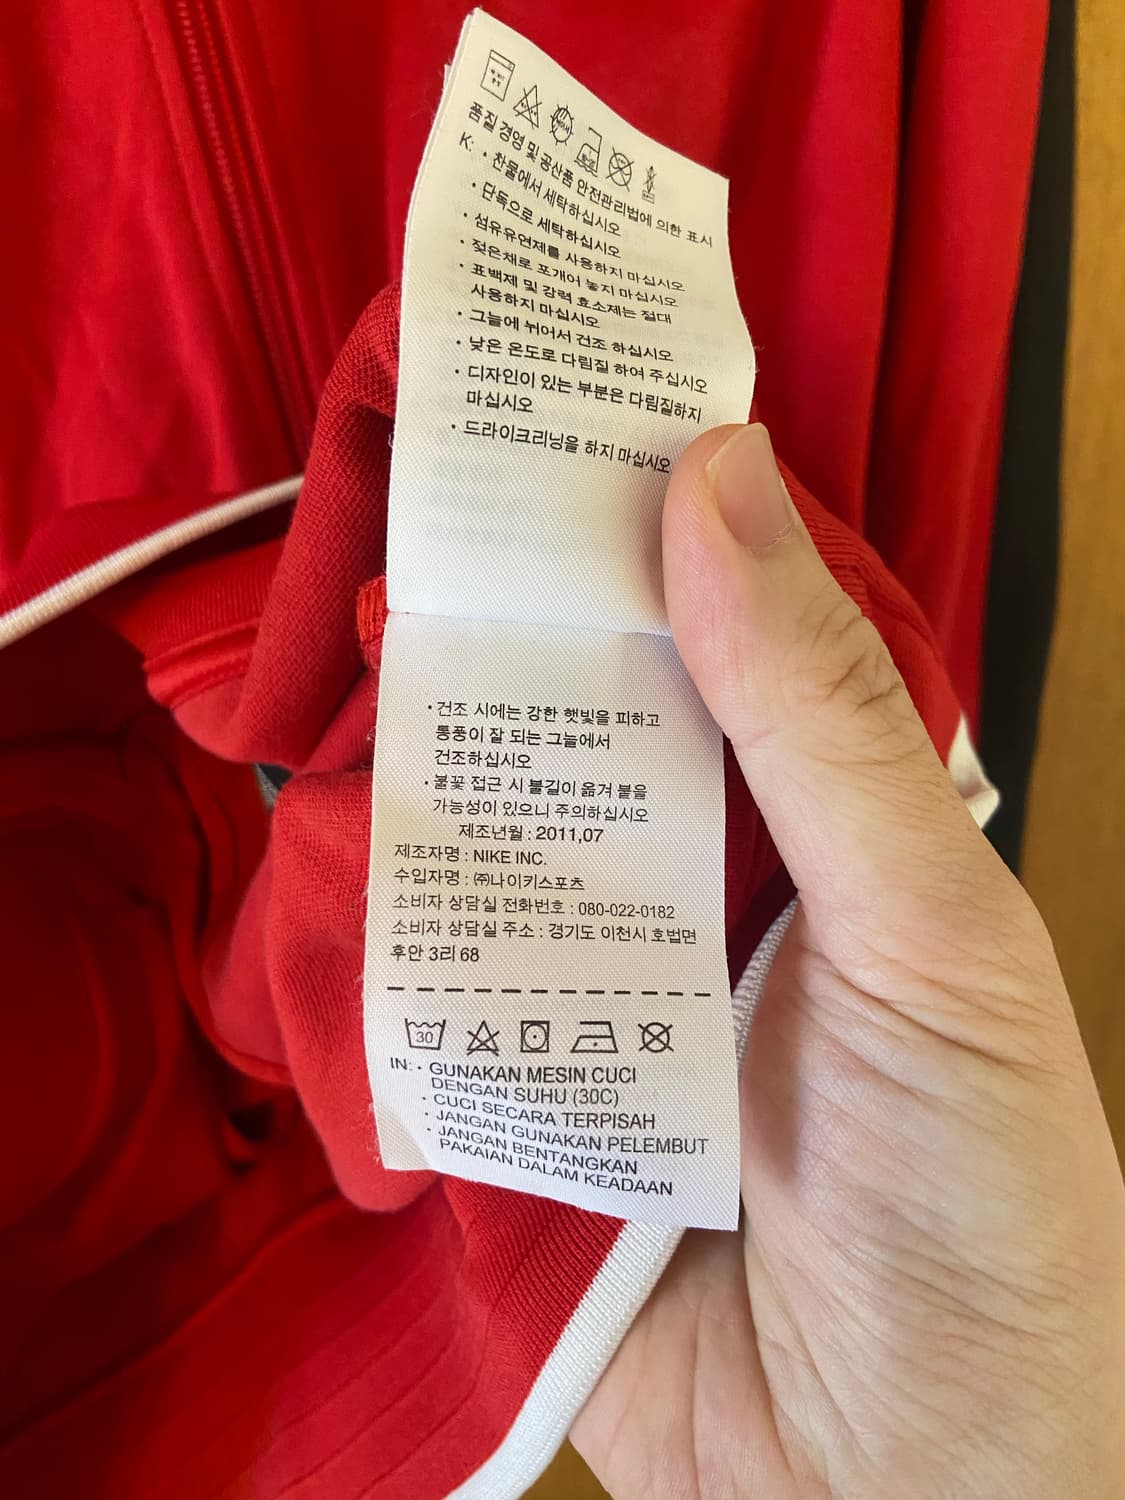 품질 경영 및 공산품 안전관리법에 의한 표시
K: · 찬물에서 세탁하십시오
· 단독으로 세탁하십시오
· 섬유유연제를 사용하지 마십시오
· 젖은채로 포개어 놓지 마십시오
· 표백제 및 강력 효소제는 절대
사용하지 마십시오
· 그늘에 뉘어서 건조 하십시오
· 낮은 온도로 다림질 하여 주십시오
· 디자인이 있는 부분은 다림질하지
마십시오
· 드라이크리닝을 하지 마십시오
· 건조 시에는 강한 햇빛을 피하고
통풍이 잘 되는 그늘에서
건조하십시오
· 불꽃 접근 시 불길이 옮겨 붙을
가능성이 있으니 주의하십시오
제조년월 : 2011,07
제조자명 : NIKE INC.
수입자명 : ㈜나이키스포츠
소비자 상담실 전화번호 : 080-022-0182
소비자 상담실 주소 : 경기도 이천시 호법면
후안 3리 68
30
IN: · GUNAKAN MESIN CUCI
DENGAN SUHU (30C)
· CUCI SECARA TERPISAH
· JANGAN GUNAKAN PELEMBUT
· JANGAN BENTANGKAN
PAKAIAN DALAM KEADAAN